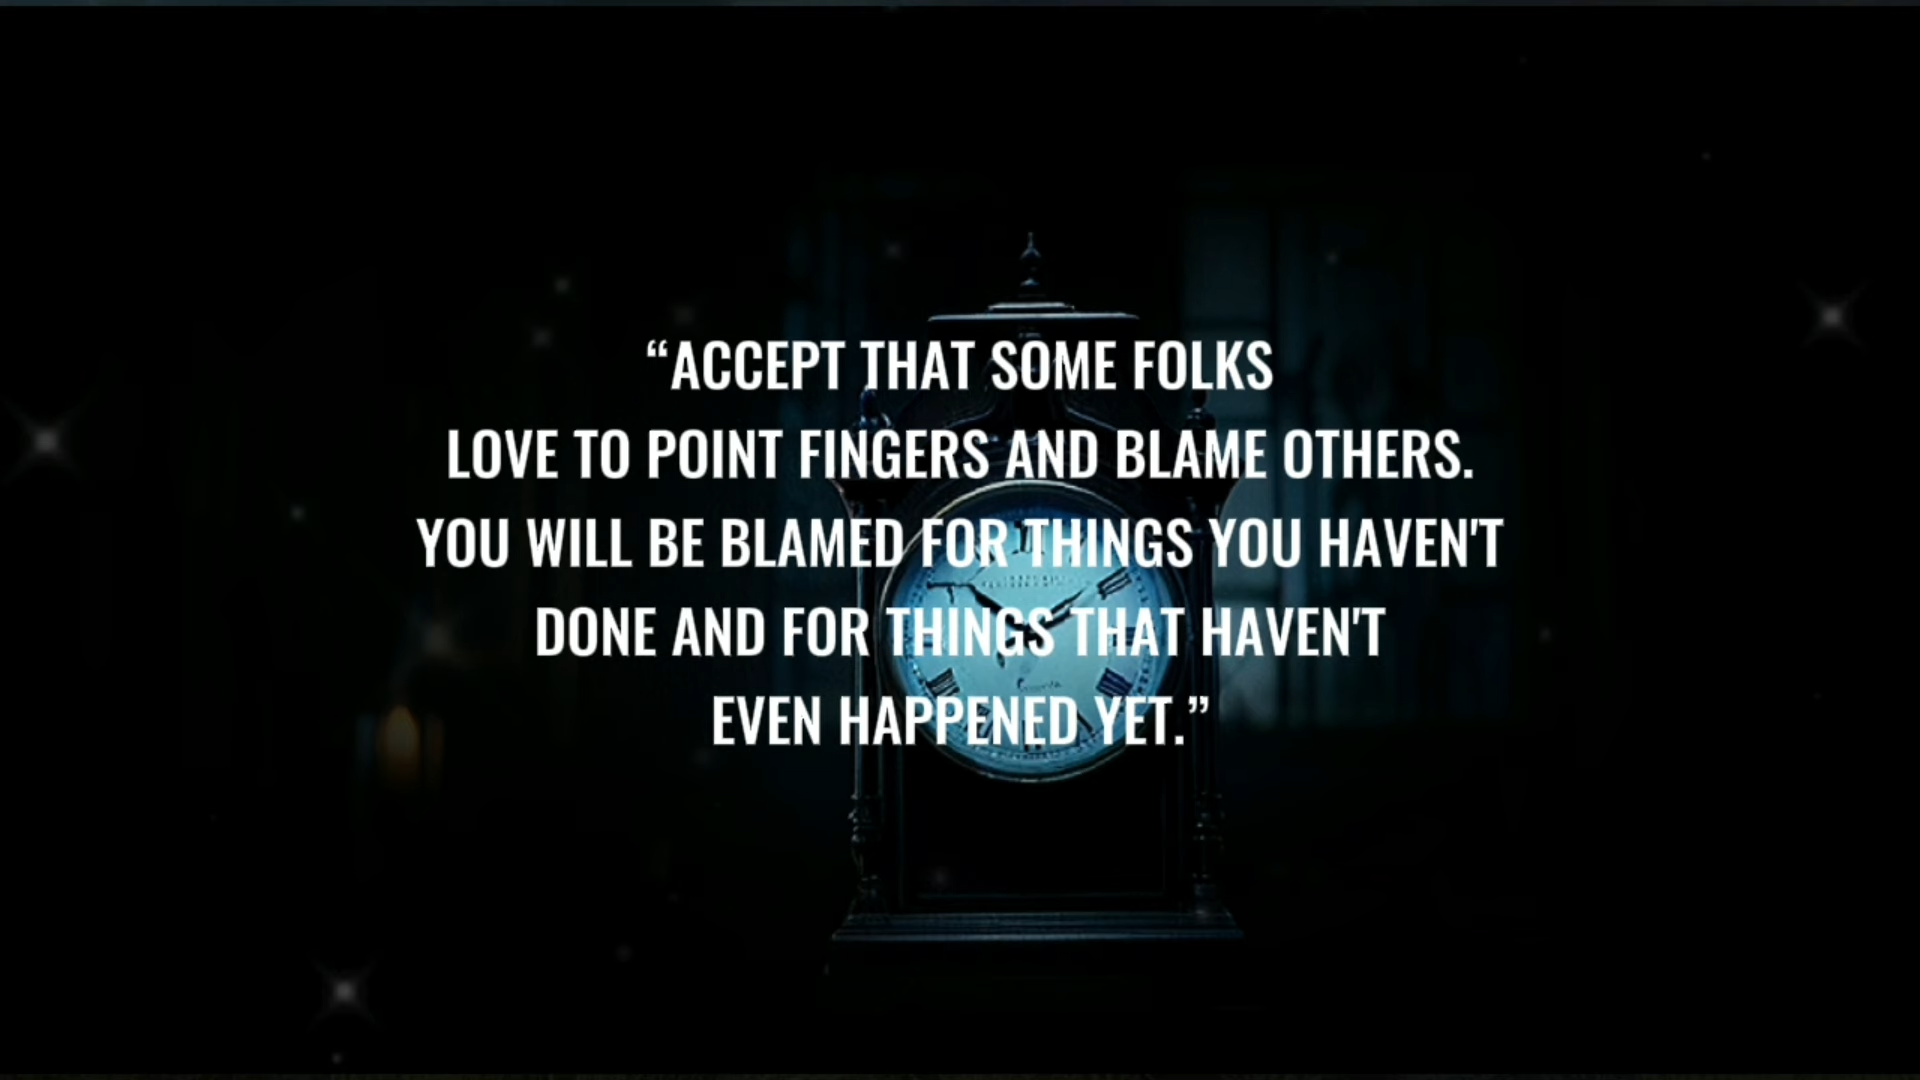 “ACCEPT THAT SOME FOLKS
LOVE TO POINT FINGERS AND BLAME OTHERS.
YOU WILL BE BLAMED FOR THINGS YOU HAVEN'T
DONE AND FOR THINGS THAT HAVEN'T
EVEN HAPPENED YET.”